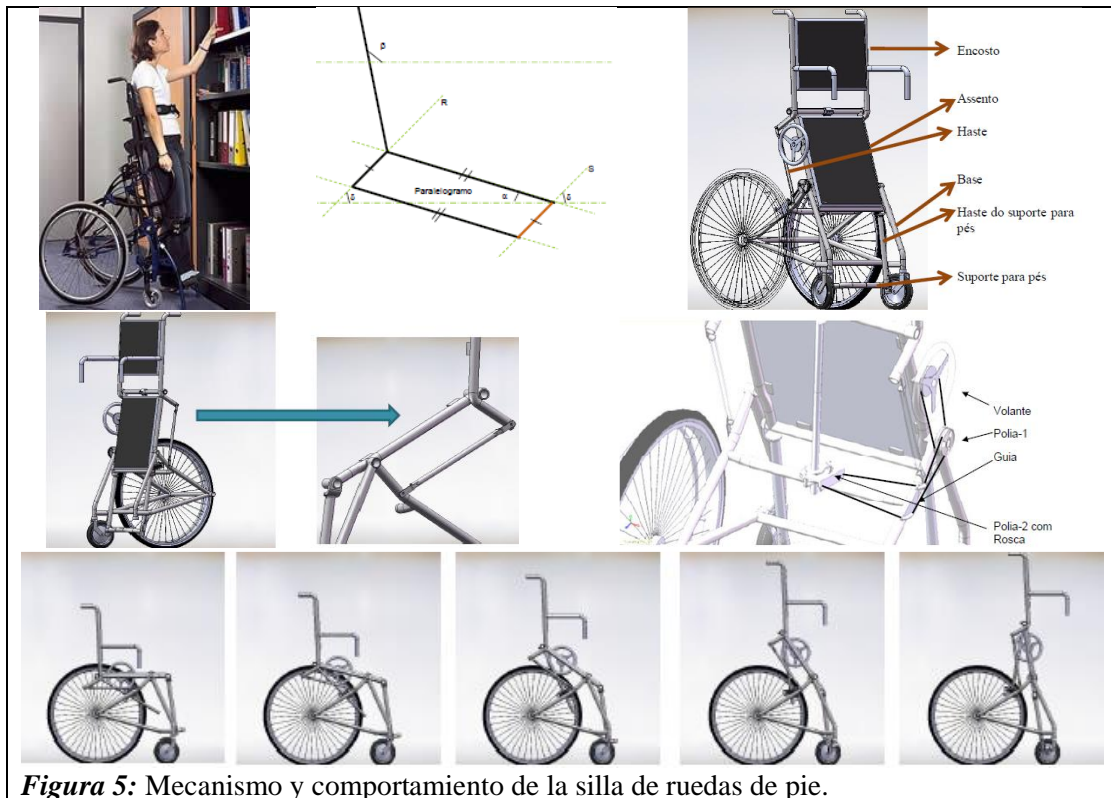 β
R
S
Paralelogramo
δ
α
δ
Encosto
Assento
Haste
Base
Haste do suporte para
pés
Suporte para pés
Volante
Polia-1
Guia
Polia-2 com
Rosca
Figura 5: Mecanismo y comportamiento de la silla de ruedas de pie.